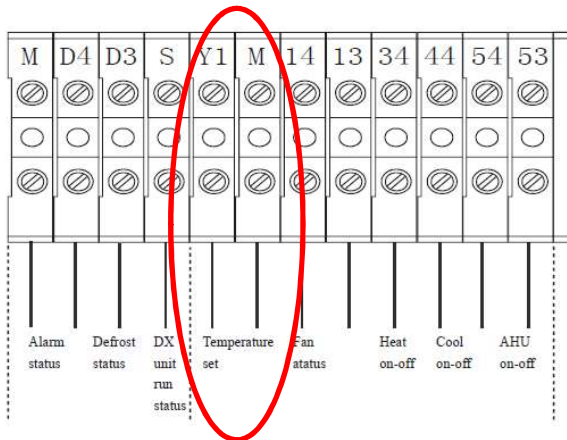 M D4 D3 S Y1 M 14 13 34 44 54 53
Alarm Defrost DX Temperature Fan Heat Cool AHU
status status unit set atatus on-off on-off on-off
run
status